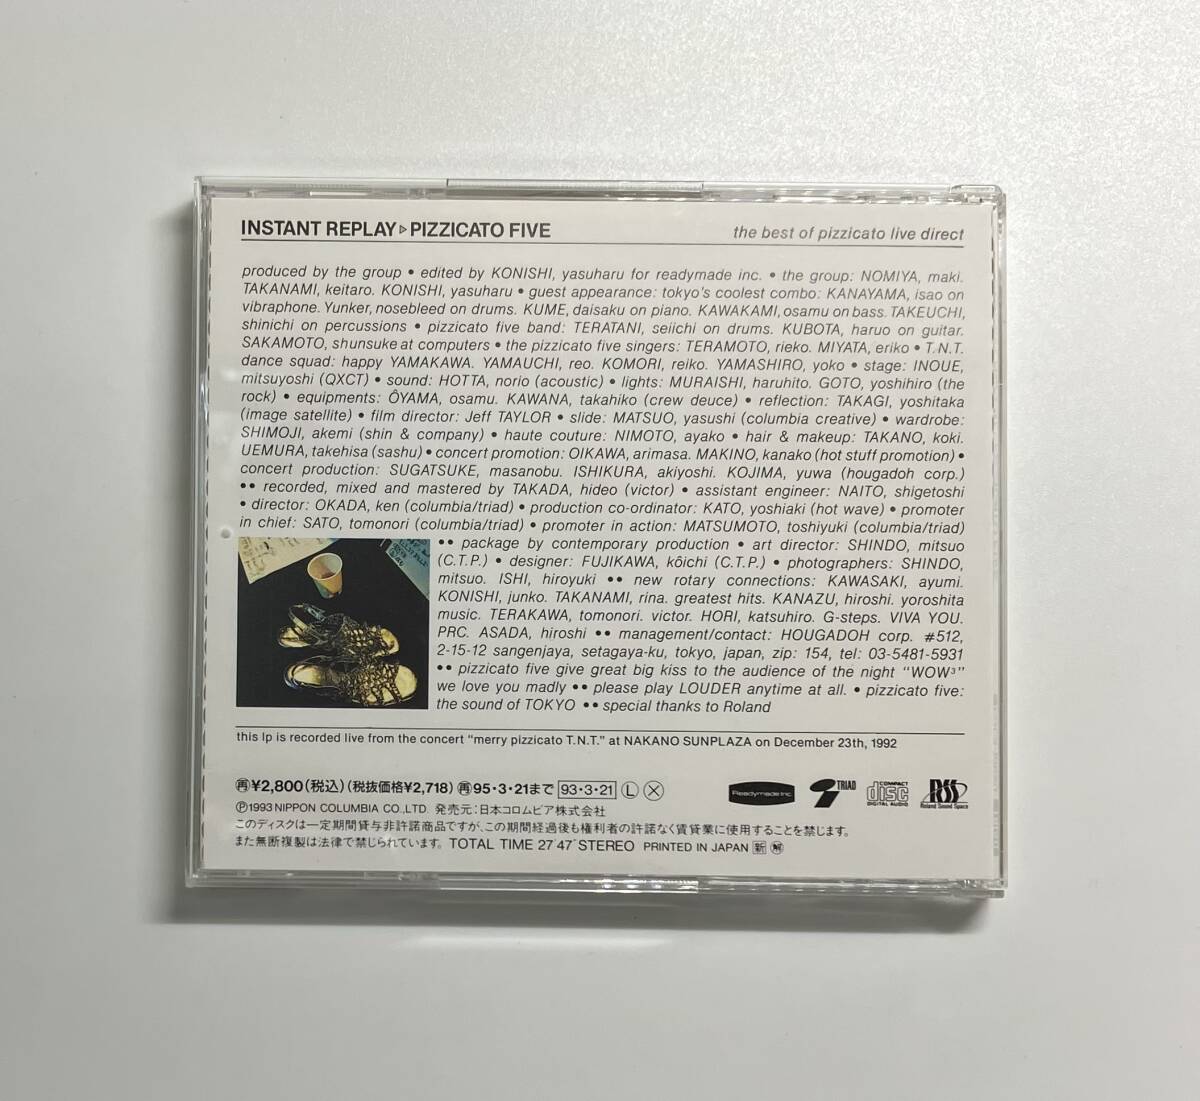 INSTANT REPLAY ▷ PIZZICATO FIVE
the best of pizzicato live direct
produced by the group • edited by KONISHI, yasuharu for readymade inc. • the group: NOMIYA, maki.
TAKANAMI, keitaro. KONISHI, yasuharu • guest appearance: tokyo's coolest combo: KANAYAMA, isao on
vibraphone. Yunker, nosebleed on drums. KUME, daisaku on piano. KAWAKAMI, osamu on bass. TAKEUCHI,
shinichi on percussions • pizzicato five band: TERATANI, seiichi on drums. KUBOTA, haruo on guitar.
SAKAMOTO, shunsuke at computers • the pizzicato five singers: TERAMOTO, rieko. MIYATA, eriko • T.N.T.
dance squad: happy YAMAKAWA. YAMAUCHI, reo. KOMORI, reiko. YAMASHIRO, yoko • stage: INOUE,
mitsuyoshi (QXCT) • sound: HOTTA, norio (acoustic) • lights: MURAISHI, haruhito. GOTO, yoshihiro (the
rock) • equipments: ÔYAMA, osamu. KAWANA, takahiko (crew deuce) • reflection: TAKAGI, yoshitaka
(image satellite) • film director: Jeff TAYLOR • slide: MATSUO, yasushi (columbia creative) • wardrobe:
SHIMOJI, akemi (shin & company) • haute couture: NIMOTO, ayako • hair & makeup: TAKANO, koki.
UEMURA, takehisa (sashu) • concert promotion: OIKAWA, arimasa. MAKINO, kanako (hot stuff promotion) •
concert production: SUGATSUKE, masanobu. ISHIKURA, akiyoshi. KOJIMA, yuwa (hougadoh corp.)
•• recorded, mixed and mastered by TAKADA, hideo (victor) • assistant engineer: NAITO, shigetoshi
• director: OKADA, ken (columbia/triad) • production co-ordinator: KATO, yoshiaki (hot wave) • promoter
in chief: SATO, tomonori (columbia/triad) • promoter in action: MATSUMOTO, toshiyuki (columbia/triad)
•• package by contemporary production • art director: SHINDO, mitsuo
(C.T.P.) • designer: FUJIKAWA, kôichi (C.T.P.) • photographers: SHINDO,
mitsuo. ISHI, hiroyuki •• new rotary connections: KAWASAKI, ayumi.
KONISHI, junko. TAKANAMI, rina. greatest hits. KANAZU, hiroshi. yoroshita
music. TERAKAWA, tomonori. victor. HORI, katsuhiro. G-steps. VIVA YOU.
PRC. ASADA, hiroshi •• management/contact: HOUGADOH corp. #512,
2-15-12 sangenjaya, setagaya-ku, tokyo, japan, zip: 154, tel: 03-5481-5931
•• pizzicato five give great big kiss to the audience of the night "WOW³"
we love you madly •• please play LOUDER anytime at all. • pizzicato five:
the sound of TOKYO •• special thanks to Roland
this lp is recorded live from the concert "merry pizzicato T.N.T." at NAKANO SUNPLAZA on December 23th, 1992
再¥2,800(税込)(税抜価格¥2,718) 再95・3・21まで 93・3・21 L X
Ⓟ1993 NIPPON COLUMBIA CO.,LTD. 発売元:日本コロムビア株式会社
このディスクは一定期間貸与非許諾商品ですが、この期間経過後も権利者の許諾なく賃貸業に使用することを禁じます。
また無断複製は法律で禁じられています。 TOTAL TIME 27'47" STEREO PRINTED IN JAPAN 新 解
Readymade Inc.
TRIAD
COMPACT
disc
DIGITAL AUDIO
RSS
Roland Sound Space